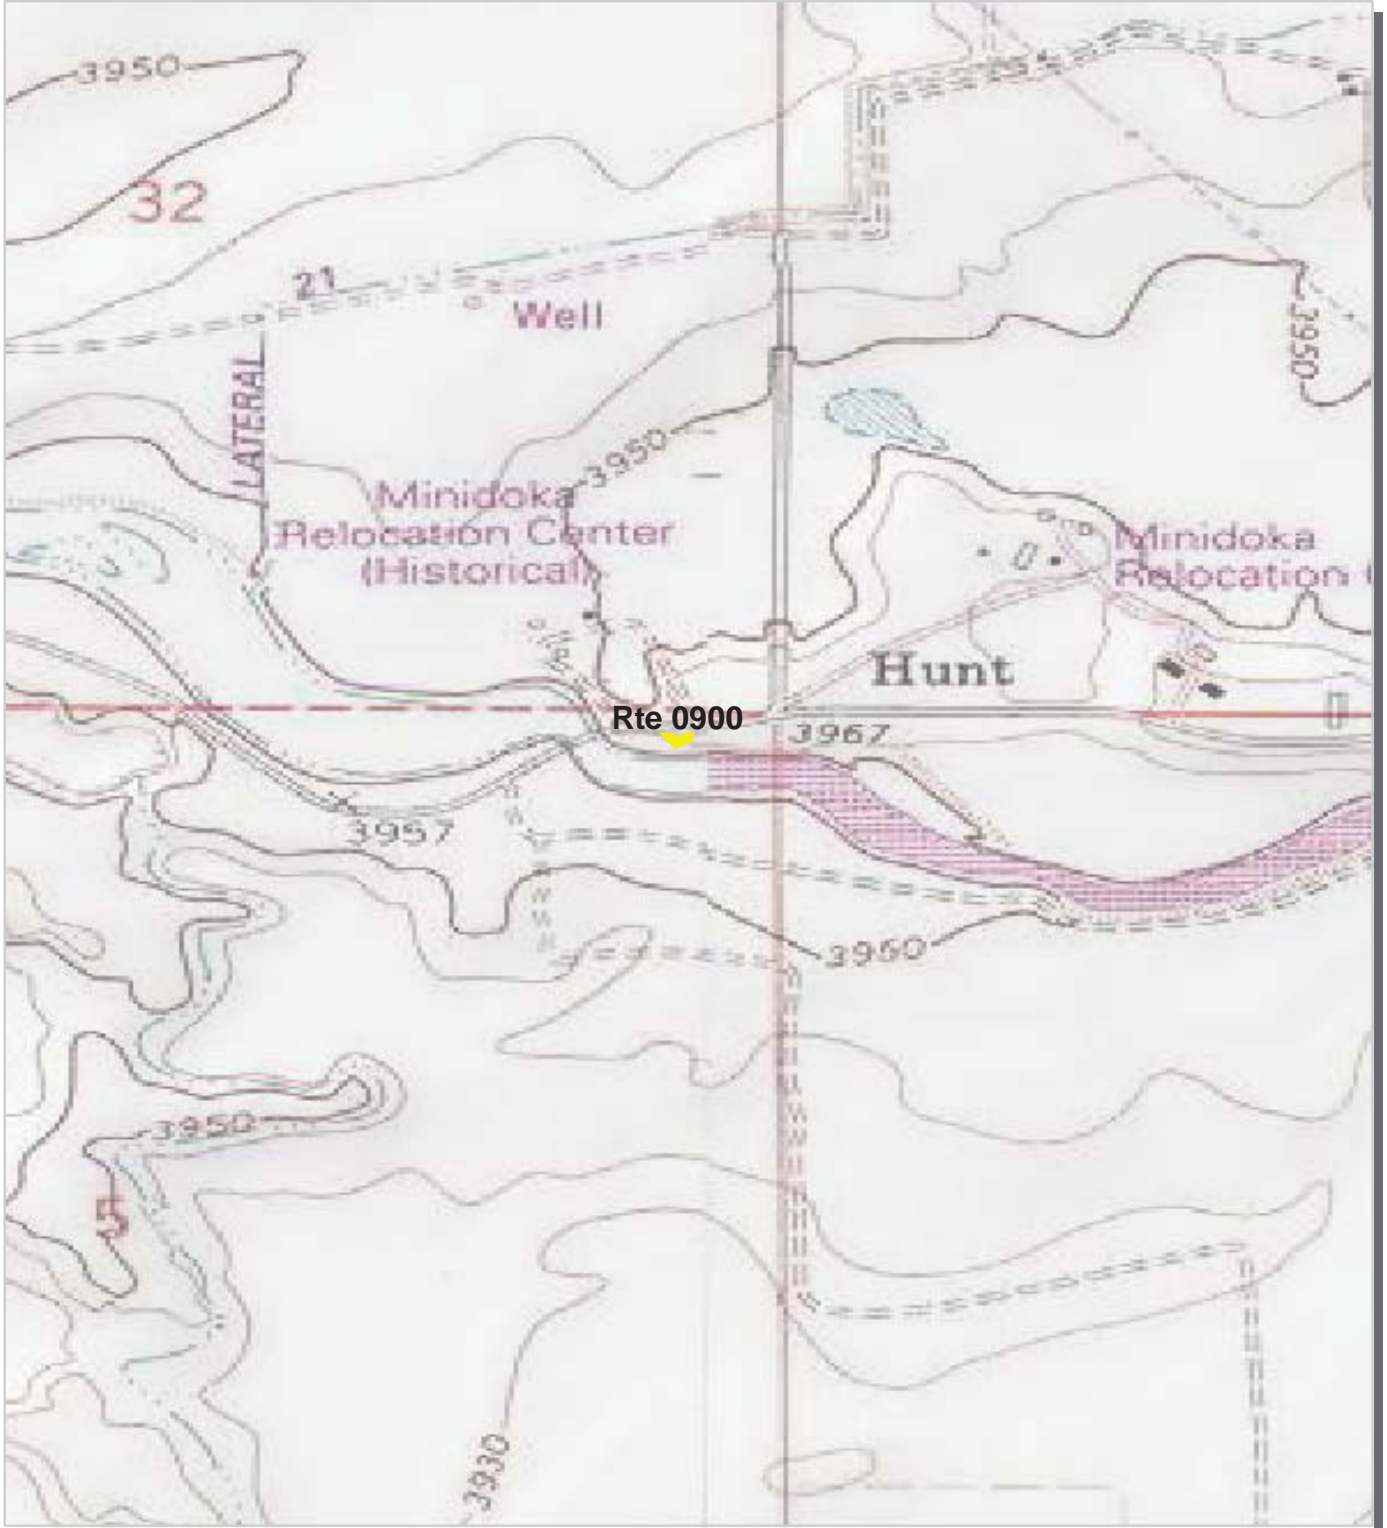 3950
32
21
Well
3950
LATERAL
3950
Minidoka
Relocation Center
(Historical)
Minidoka
Relocation
Hunt
Rte 0900
3967
3957
3950
3950
5
3930